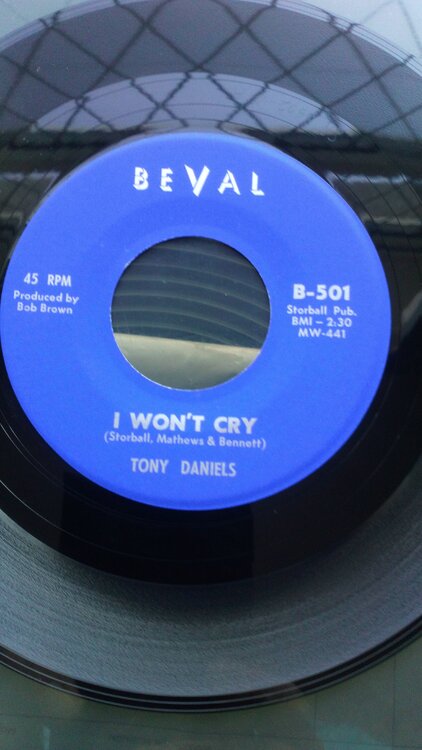 BEVAL
45 RPM
Produced by
Bob Brown
B-501
Storball Pub.
BMI – 2:30
MW-441
I WON'T CRY
(Storball, Mathews & Bennott)
TONY DANIELS